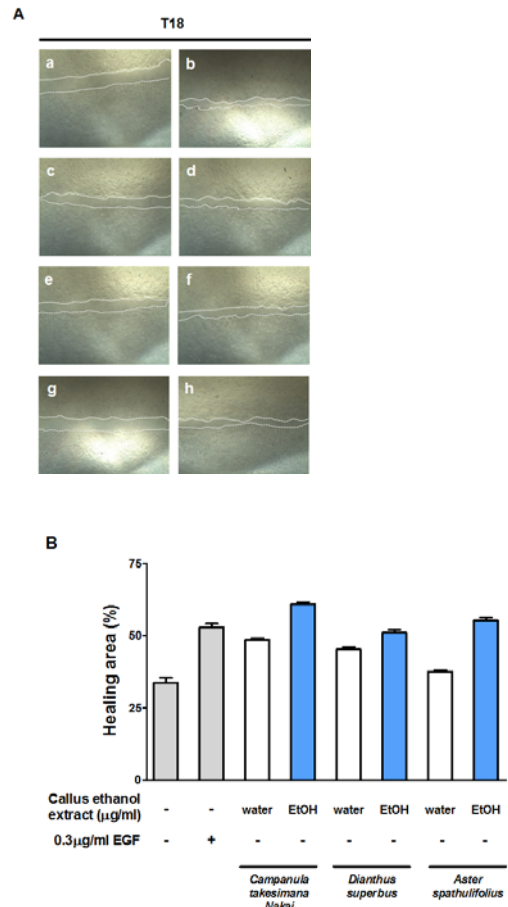 A
T18
a
b
c
d
e
f
g
h
B
75
50
25
0
Healing area (%)
Callus ethanol
extract (μg/ml)
- - water EtOH water EtOH water EtOH
0.3μg/ml EGF - + - - - - - -
Campanula
takesimana
Nakai
Dianthus
superbus
Aster
spathulifolius